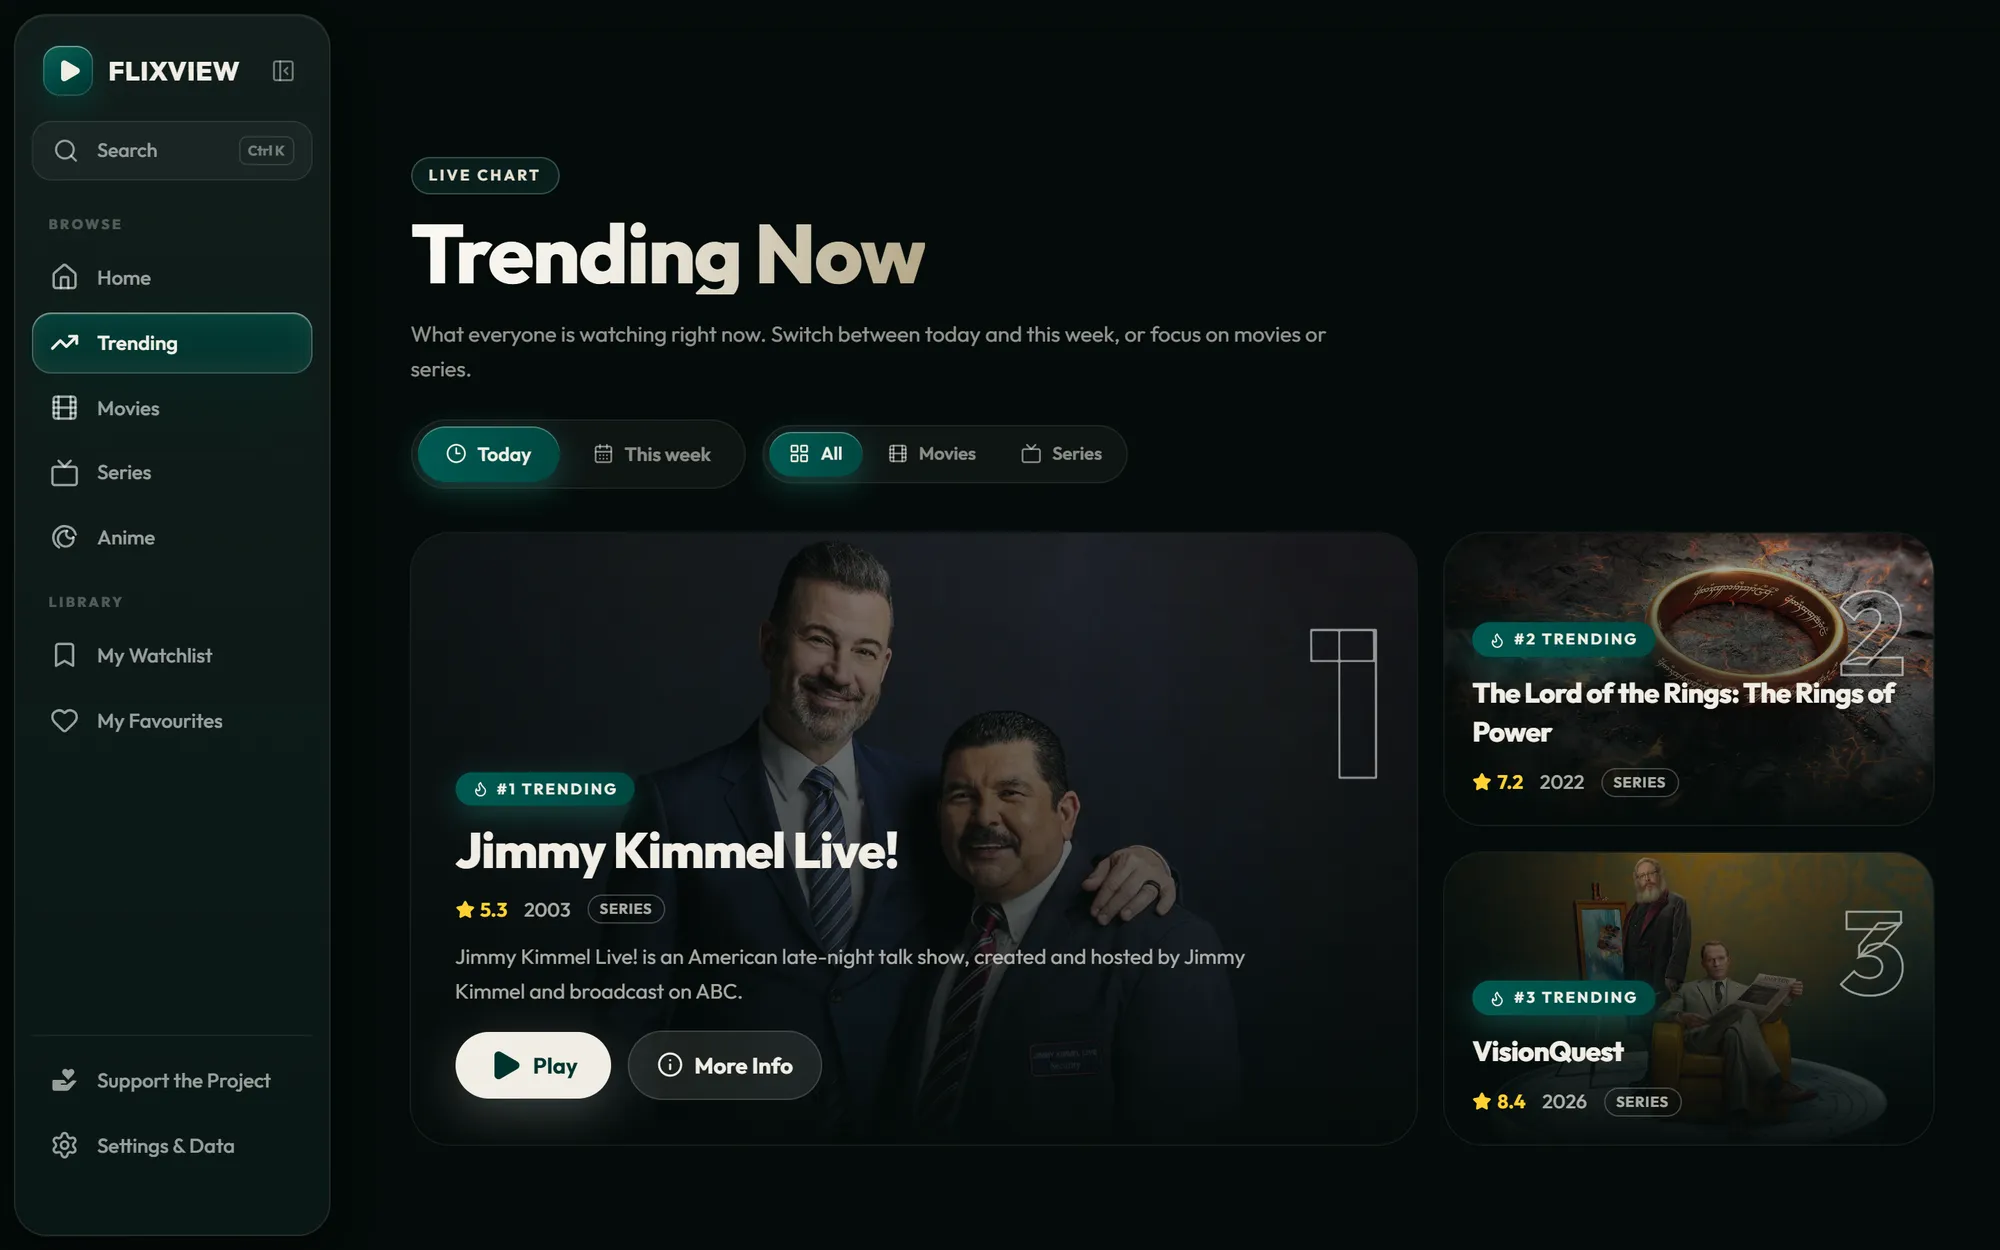 FLIXVIEW
Search
Ctrl K
BROWSE
Home
Trending
Movies
Series
Anime
LIBRARY
My Watchlist
My Favourites
Support the Project
Settings & Data
LIVE CHART
Trending Now
What everyone is watching right now. Switch between today and this week, or focus on movies or
series.
Today
This week
All
Movies
Series
1
#1 TRENDING
Jimmy Kimmel Live!
5.3 2003 SERIES
Jimmy Kimmel Live! is an American late-night talk show, created and hosted by Jimmy
Kimmel and broadcast on ABC.
Play
More Info
2
#2 TRENDING
The Lord of the Rings: The Rings of
Power
7.2 2022 SERIES
3
#3 TRENDING
VisionQuest
8.4 2026 SERIES